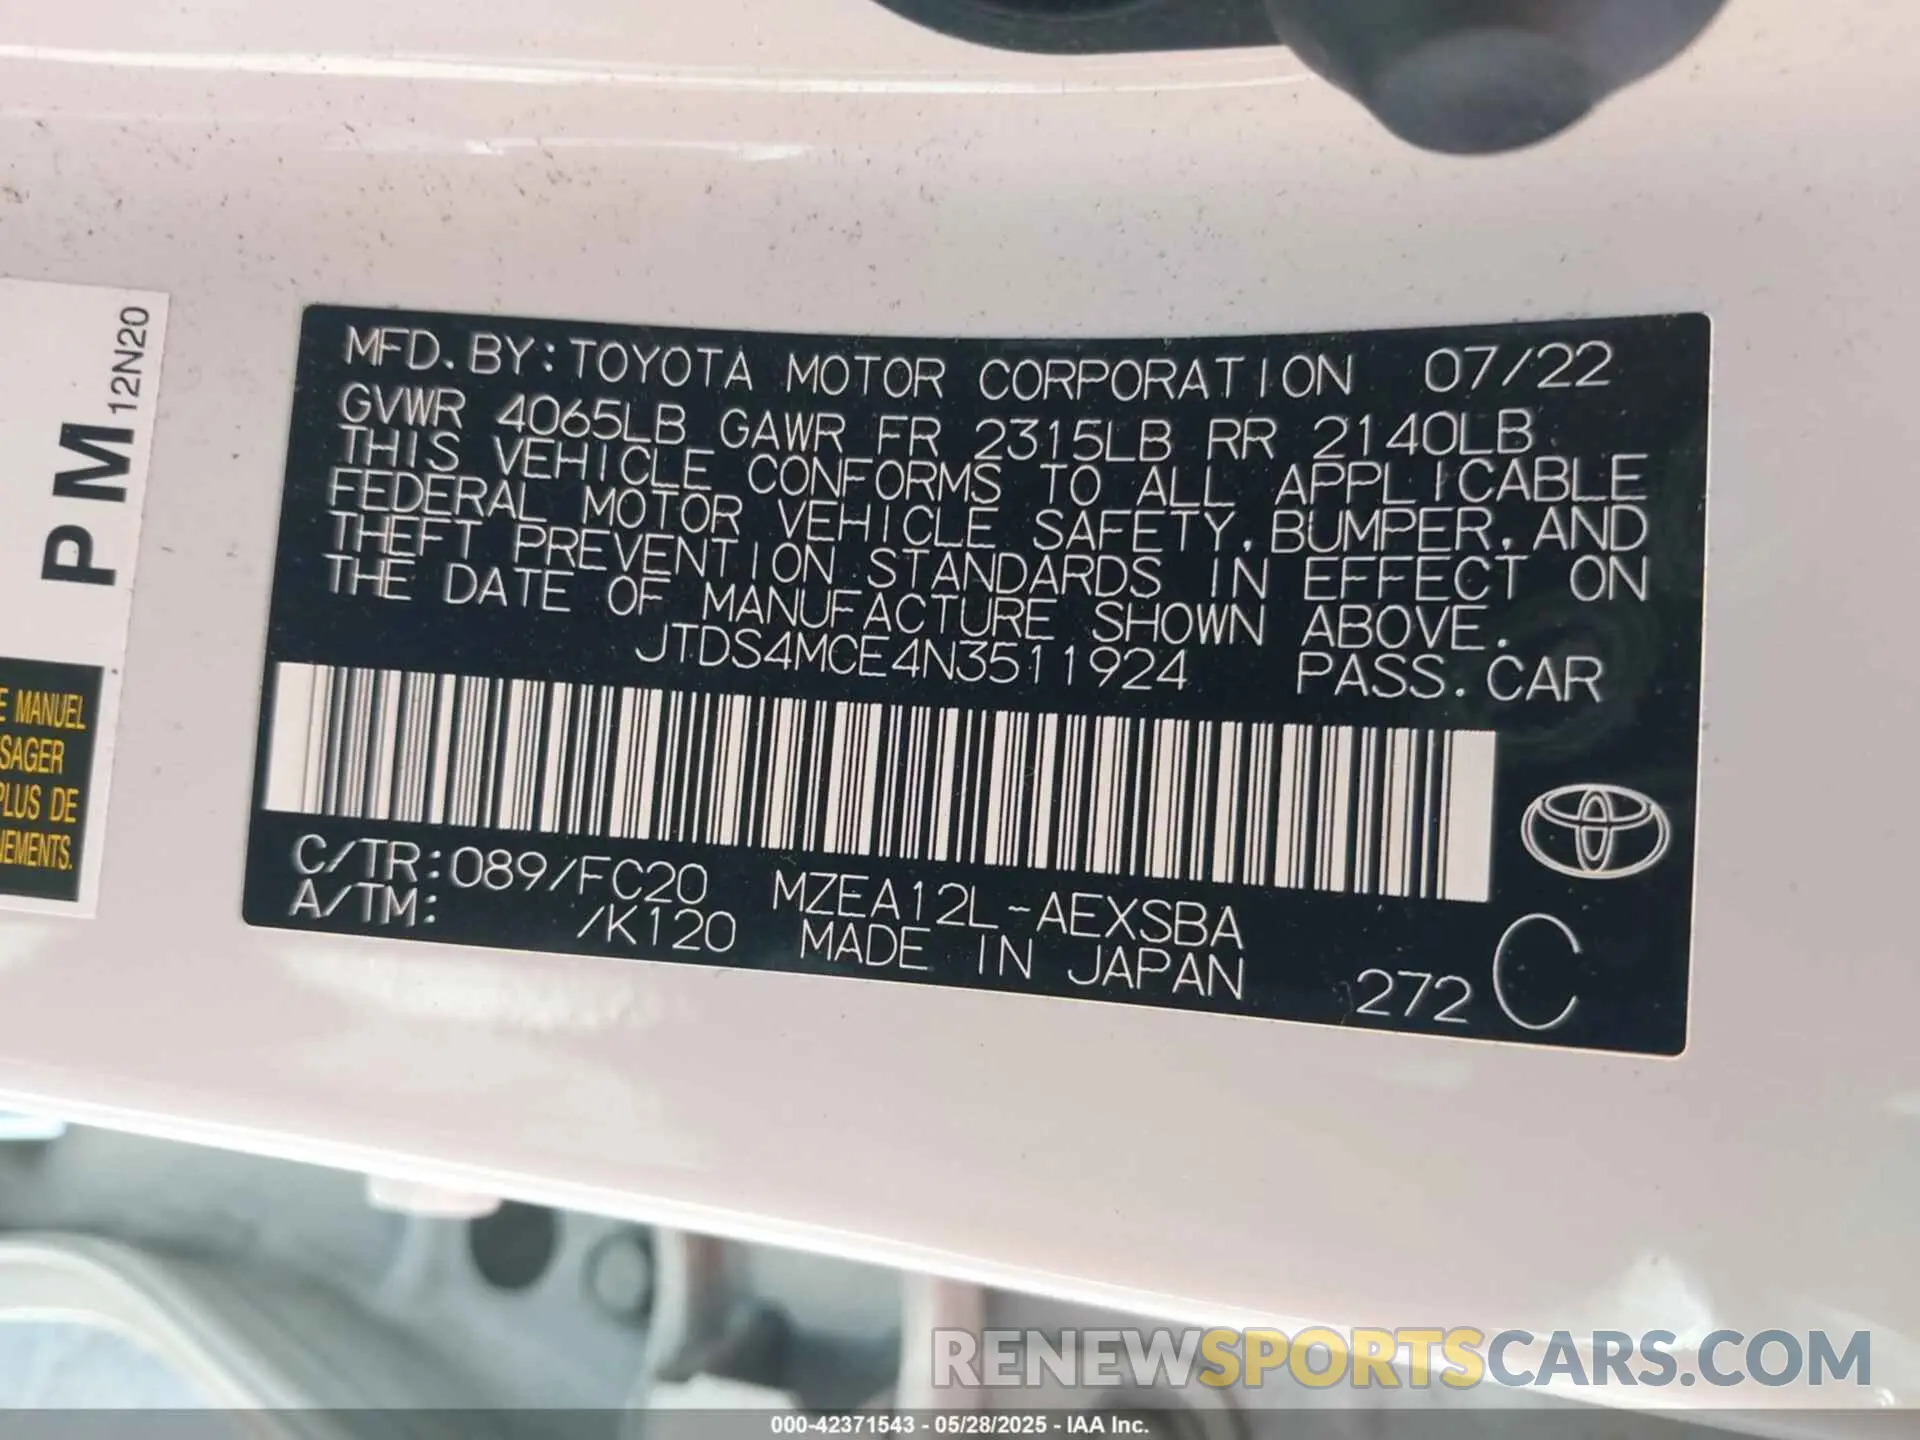 MFD. BY: TOYOTA MOTOR CORPORATION 07/22
GVWR 4065LB GAWR FR 2315LB RR 2140LB
THIS VEHICLE CONFORMS TO ALL APPLICABLE
FEDERAL MOTOR VEHICLE SAFETY, BUMPER, AND
THEFT PREVENTION STANDARDS IN EFFECT ON
THE DATE OF MANUFACTURE SHOWN ABOVE.
JTDS4MCE4N3511924 PASS. CAR
C/TR: 089/FC20 MZEA12L-AEXSBA
A/TM: /K120 MADE IN JAPAN 272 C
PM 12N20
E MANUEL
SAGER
PLUS DE
NEMENTS.
RENEWSPORTSCARS.COM
000-42371543 - 05/28/2025 - IAA Inc.